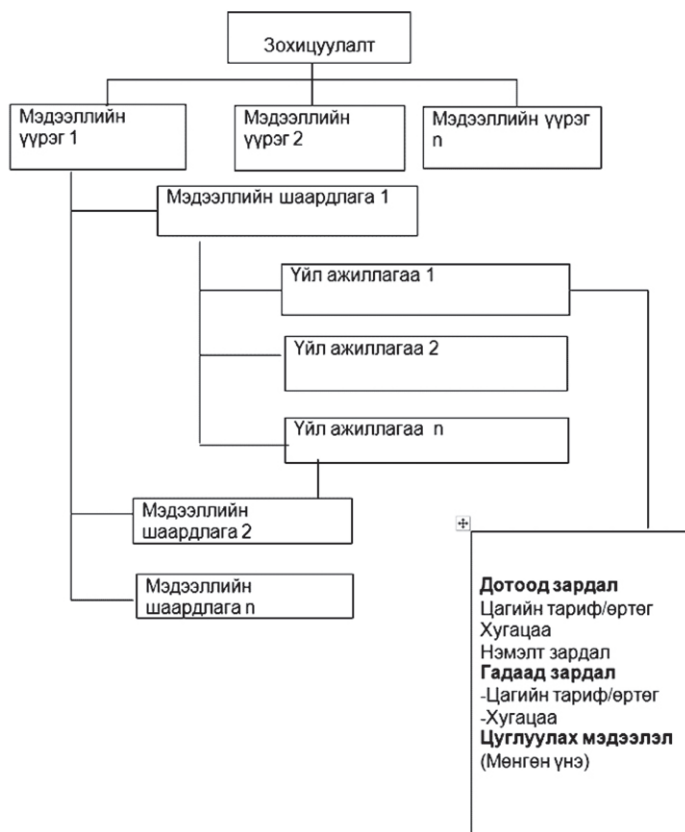 Зохицуулалт
Мэдээллийн
үүрэг 1
Мэдээллийн
үүрэг 2
Мэдээллийн үүрэг
n
Мэдээллийн шаардлага 1
Үйл ажиллагаа 1
Үйл ажиллагаа 2
Үйл ажиллагаа n
Мэдээллийн
шаардлага 2
Мэдээллийн
шаардлага n
Дотоод зардал
Цагийн тариф/өртөг
Хугацаа
Нэмэлт зардал
Гадаад зардал
-Цагийн тариф/өртөг
-Хугацаа
Цуглуулах мэдээлэл
(Мөнгөн үнэ)